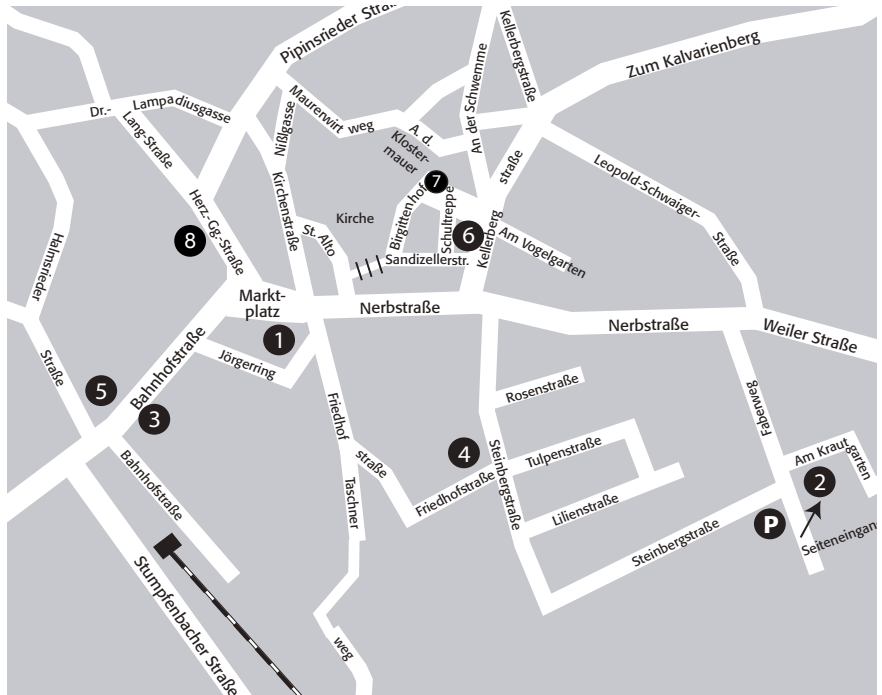 Pipinsrieder Straß
Kellerbergstraße
Zum Kalvarienberg
Dr.-
Lampadiusgasse
Lang-Straße
Maurerwirt
weg
Nißlgasse
A. d.
Kloster-
mauer
An der Schwemme
straße
Kellerberg
Leopold-Schwaiger-
Straße
7
Birgittenhof
Schultreppe
6
Am Vogelgarten
Kirche
Kirchenstraße
St. Alto
Sandizellerstr.
Herz.-Gg.-Straße
8
Halmsrieder
Straße
Markt-
platz
Nerbstraße
Nerbstraße
Weiler Straße
1
Jörgerring
Bahnhofstraße
5
3
Bahnhofstraße
Friedhof
straße
Taschner
weg
4
Friedhofstraße
Rosenstraße
Steinbergstraße
Tulpenstraße
Lilienstraße
Steinbergstraße
Faberweg
Am Kraut
garten
2
P
Seiteneingang
Stumpfenbacher Straße